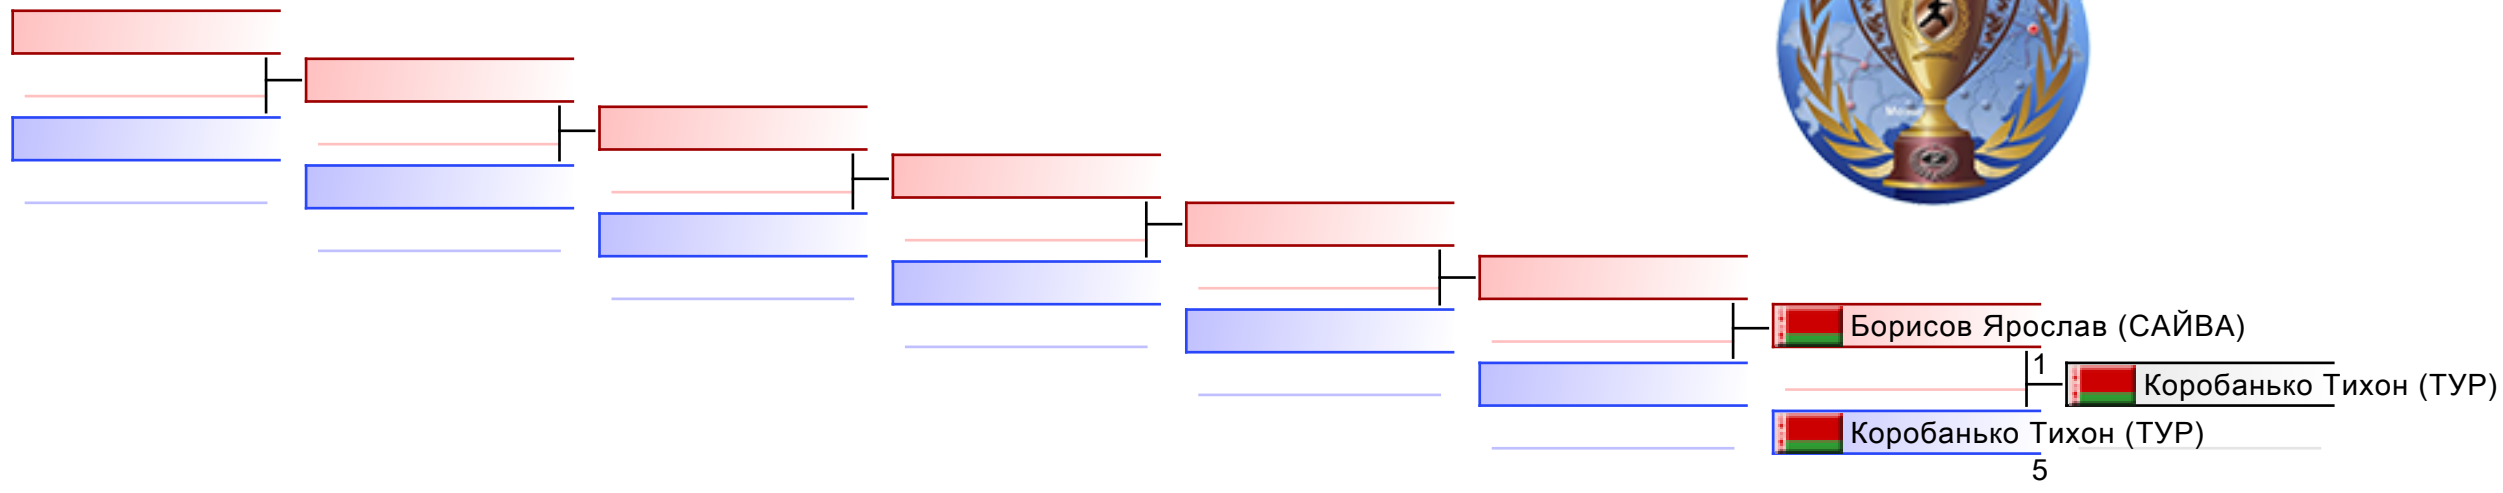 Борисов Ярослав (САЙВА)
1
Коробанько Тихон (ТУР)
Коробанько Тихон (ТУР)
5